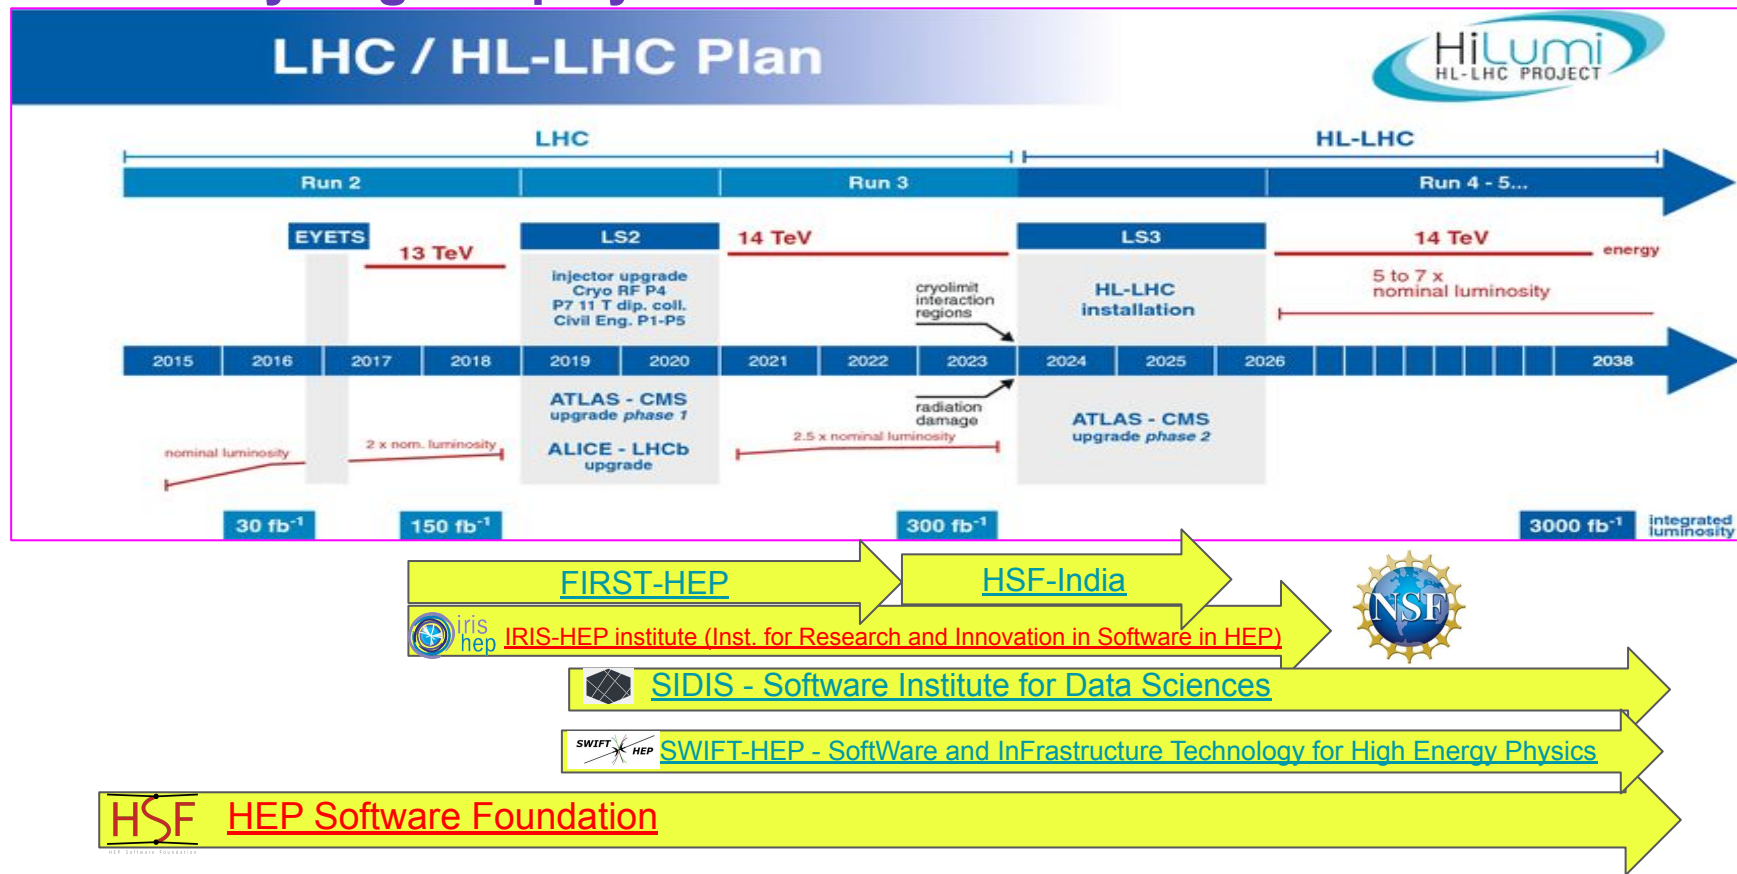 LHC / HL-LHC Plan
HiLumi
HL-LHC PROJECT
LHC
HL-LHC
Run 2
Run 3
Run 4 - 5...
EYETS
13 TeV
LS2
14 TeV
LS3
14 TeV
energy
injector upgrade
Cryo RF P4
P7 11 T dip. coll.
Civil Eng. P1-P5
cryolimit
interaction
regions
HL-LHC
installation
5 to 7 x
nominal luminosity
2015 2016 2017 2018 2019 2020 2021 2022 2023 2024 2025 2026 2038
ATLAS - CMS
upgrade phase 1
ALICE - LHCb
upgrade
radiation
damage
ATLAS - CMS
upgrade phase 2
nominal luminosity
2 x nom. luminosity
2.5 x nominal luminosity
30 fb-1
150 fb-1
300 fb-1
3000 fb-1
integrated
luminosity
FIRST-HEP
HSF-India
NSF
iris
hep
IRIS-HEP institute (Inst. for Research and Innovation in Software in HEP)
SIDIS - Software Institute for Data Sciences
SWIFT HEP
SWIFT-HEP - SoftWare and InFrastructure Technology for High Energy Physics
HSF
HEP Software Foundation
HEP Software Foundation